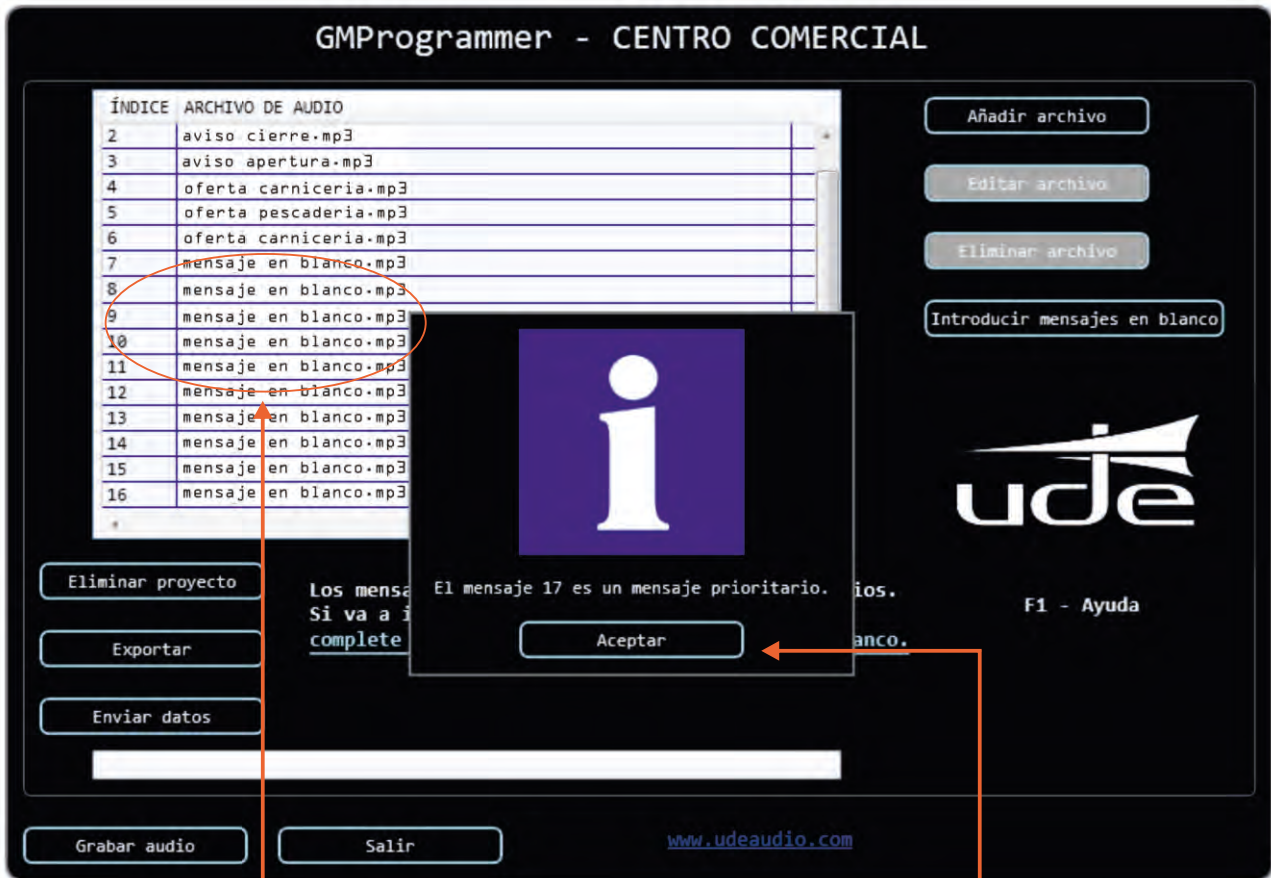 GMProgrammer - CENTRO COMERCIAL
ÍNDICE ARCHIVO DE AUDIO
2 aviso cierre.mp3
3 aviso apertura.mp3
4 oferta carniceria.mp3
5 oferta pescaderia.mp3
6 oferta carniceria.mp3
7 mensaje en blanco.mp3
8 mensaje en blanco.mp3
9 mensaje en blanco.mp3
10 mensaje en blanco.mp3
11 mensaje en blanco.mp3
12 mensaje en blanco.mp3
13 mensaje en blanco.mp3
14 mensaje en blanco.mp3
15 mensaje en blanco.mp3
16 mensaje en blanco.mp3
Añadir archivo
Editar archivo
Eliminar archivo
Introducir mensajes en blanco
ude
F1 - Ayuda
i
El mensaje 17 es un mensaje prioritario.
Aceptar
Los
Si va a
complete
Eliminar proyecto
Exportar
Enviar datos
Grabar audio
Salir
www.udeaudio.com